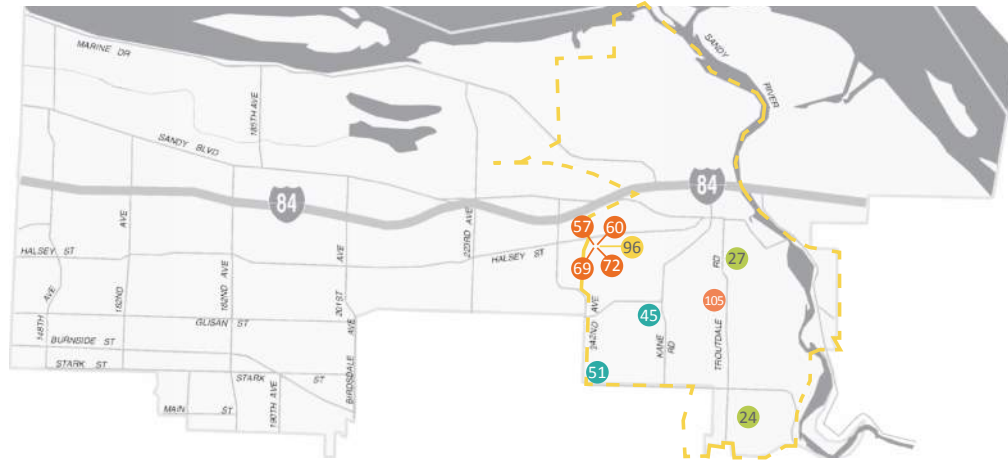 MARINE DR
SANDY
RIVER
185TH AVE
SANDY BLVD
84
84
AVE
HALSEY ST
AVE
162ND
182ND AVE
AVE
201ST
223RD AVE
HALSEY ST
57
60
96
69
72
27
RD
105
45
148TH
GLISAN ST
AVE
242ND AVE
KANE
RD
TROUTDALE
BURNSIDE ST
STARK ST
STARK ST
BIRDSDALE
51
MAIN ST
190TH AVE
24